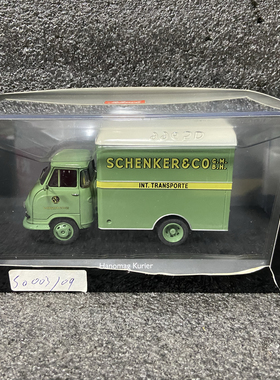 SCHENKER & CO G.M.
B.H.
INT. TRANSPORTE
Hanomag Kurier